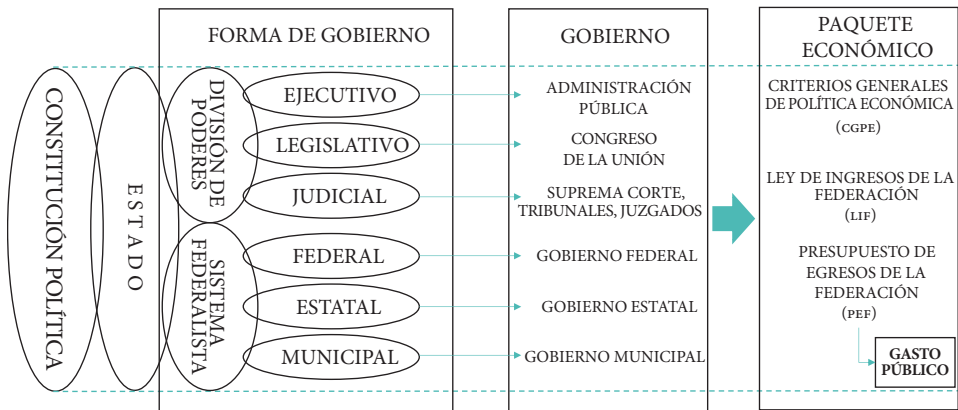 CONSTITUCIÓN POLÍTICA
ESTADO
FORMA DE GOBIERNO
DIVISIÓN DE
PODERES
EJECUTIVO
LEGISLATIVO
JUDICIAL
SISTEMA
FEDERALISTA
FEDERAL
ESTATAL
MUNICIPAL
GOBIERNO
ADMINISTRACIÓN
PÚBLICA
CONGRESO
DE LA UNIÓN
SUPREMA CORTE,
TRIBUNALES, JUZGADOS
GOBIERNO FEDERAL
GOBIERNO ESTATAL
GOBIERNO MUNICIPAL
PAQUETE
ECONÓMICO
CRITERIOS GENERALES
DE POLÍTICA ECONÓMICA
(CGPE)
LEY DE INGRESOS DE LA
FEDERACIÓN
(LIF)
PRESUPUESTO DE
EGRESOS DE LA
FEDERACIÓN
(PEF)
GASTO
PÚBLICO